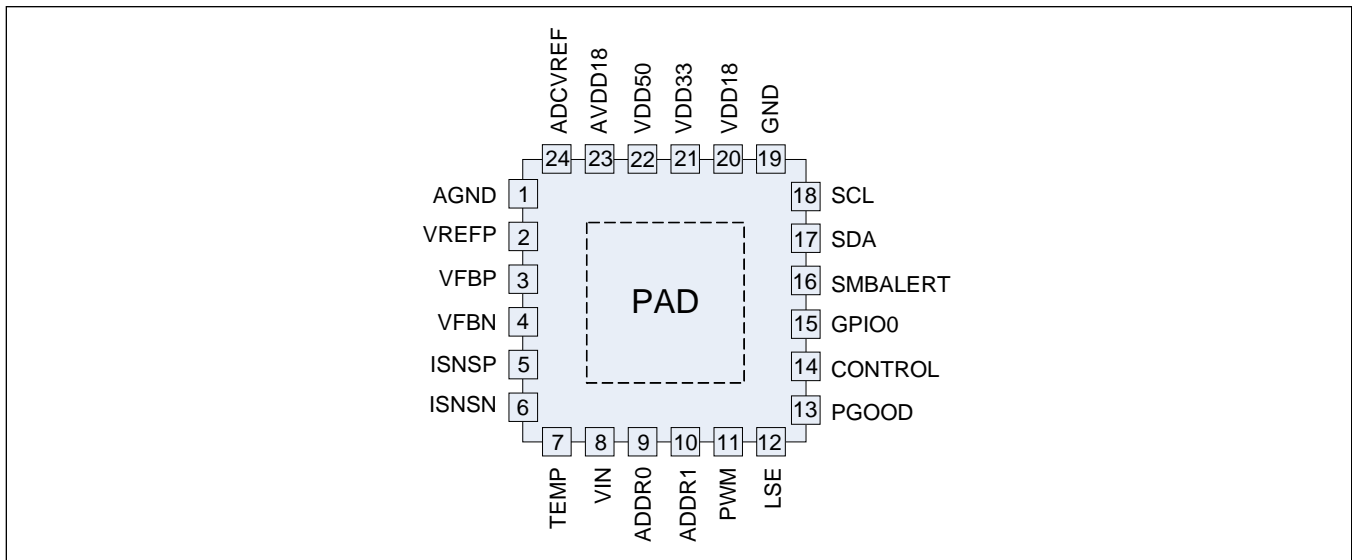 ADCVREF
AVDD18
VDD50
VDD33
VDD18
GND
24
23
22
21
20
19
AGND 1
VREFP 2
VFBP 3
VFBN 4
ISNSP 5
ISNSN 6
PAD
18 SCL
17 SDA
16 SMBALERT
15 GPIO0
14 CONTROL
13 PGOOD
7
8
9
10
11
12
TEMP
VIN
ADDR0
ADDR1
PWM
LSE